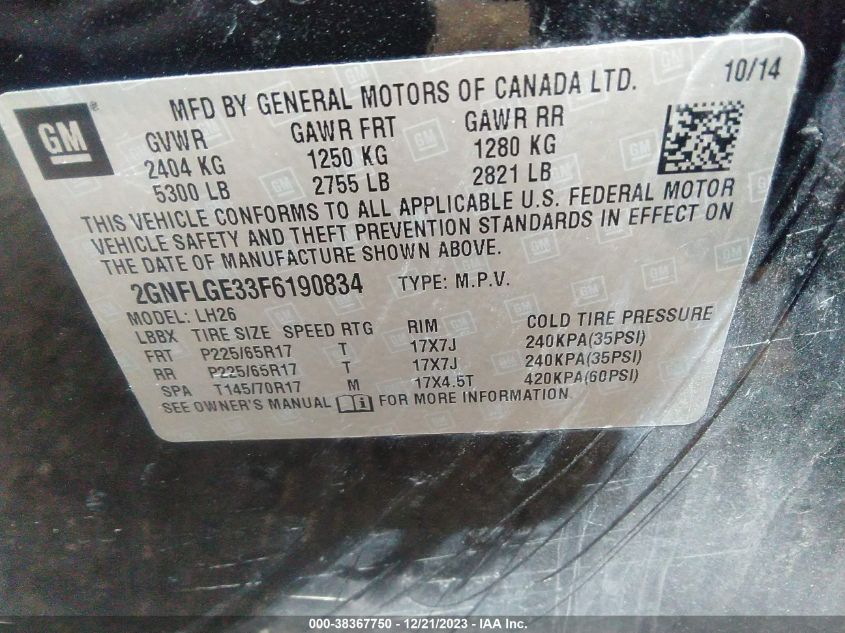 MFD BY GENERAL MOTORS OF CANADA LTD. 10/14
GM
®
GVWR GAWR FRT GAWR RR
2404 KG 1250 KG 1280 KG
5300 LB 2755 LB 2821 LB
THIS VEHICLE CONFORMS TO ALL APPLICABLE U.S. FEDERAL MOTOR
VEHICLE SAFETY AND THEFT PREVENTION STANDARDS IN EFFECT ON
THE DATE OF MANUFACTURE SHOWN ABOVE.
2GNFLGE33F6190834 TYPE: M.P.V.
MODEL: LH26
LBBX TIRE SIZE SPEED RTG RIM COLD TIRE PRESSURE
FRT P225/65R17 T 17X7J 240KPA(35PSI)
RR P225/65R17 T 17X7J 240KPA(35PSI)
SPA T145/70R17 M 17X4.5T 420KPA(60PSI)
SEE OWNER'S MANUAL i FOR MORE INFORMATION.
000-38367750 — 12/21/2023 — IAA Inc.